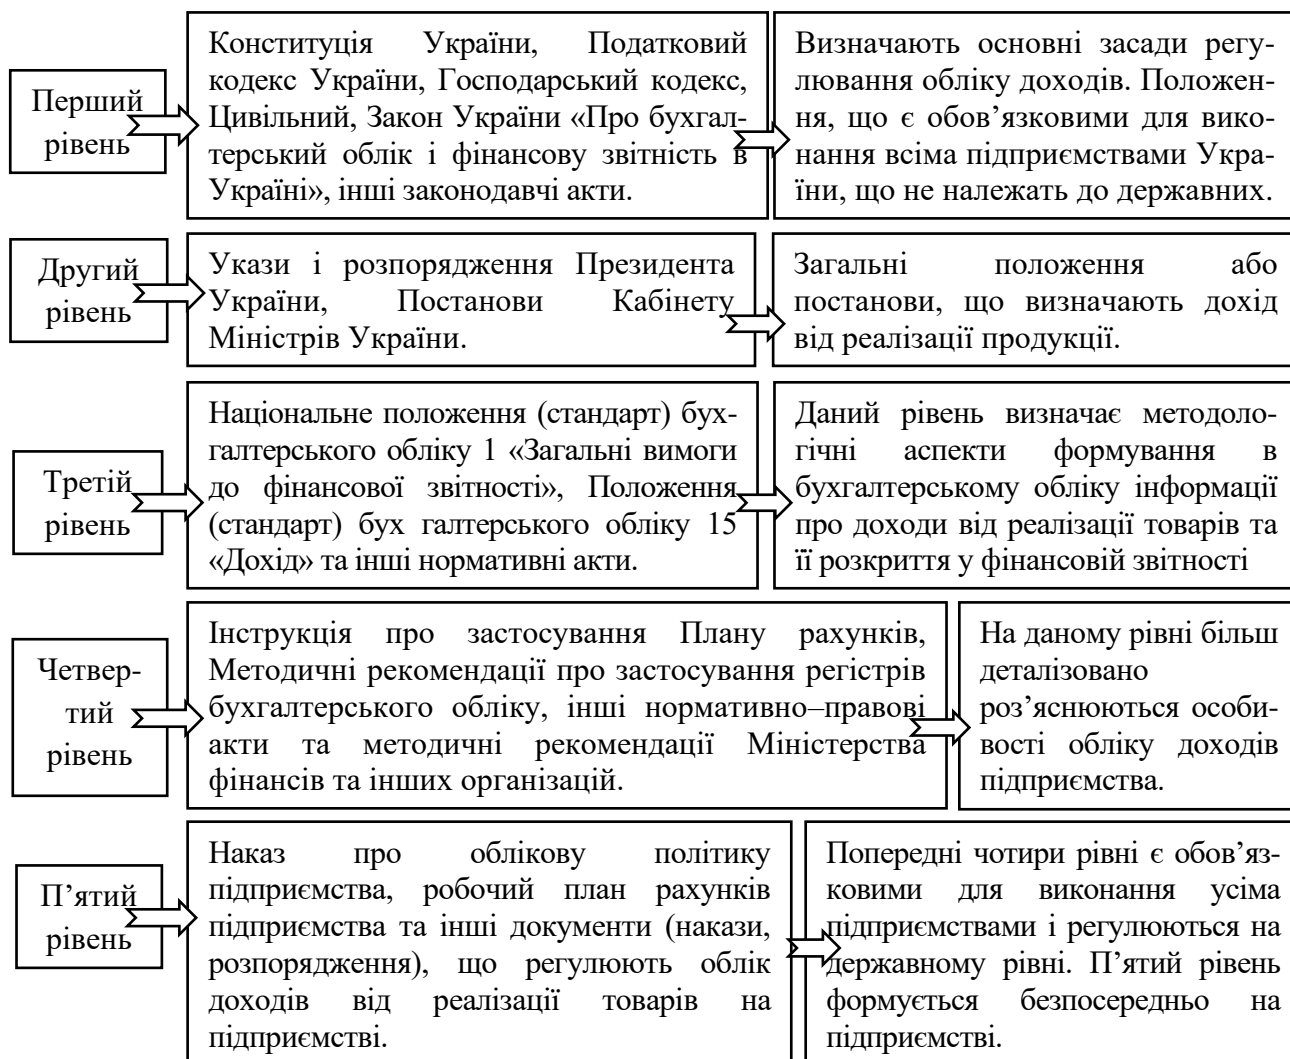 Перший
рівень
Конституція України, Податковий
кодекс України, Господарський кодекс,
Цивільний, Закон України «Про бухгал-
терський облік і фінансову звітність в
Україні», інші законодавчі акти.
Визначають основні засади регу-
лювання обліку доходів. Положен-
ня, що є обов’язковими для вико-
нання всіма підприємствами Укра-
їни, що не належать до державних.
Другий
рівень
Укази і розпорядження Президента
України, Постанови Кабінету
Міністрів України.
Загальні положення або
постанови, що визначають дохід
від реалізації продукції.
Третій
рівень
Національне положення (стандарт) бух-
галтерського обліку 1 «Загальні вимоги
до фінансової звітності», Положення
(стандарт) бух галтерського обліку 15
«Дохід» та інші нормативні акти.
Даний рівень визначає методоло-
гічні аспекти формування в
бухгалтерському обліку інформації
про доходи від реалізації товарів та
її розкриття у фінансовій звітності
Четвер-
тий
рівень
Інструкція про застосування Плану рахунків,
Методичні рекомендації про застосування регістрів
бухгалтерського обліку, інші нормативно–правові
акти та методичні рекомендації Міністерства
фінансів та інших організацій.
На даному рівні більш
деталізовано
роз’яснюються особи-
вості обліку доходів
підприємства.
П’ятий
рівень
Наказ про облікову політику
підприємства, робочий план рахунків
підприємства та інші документи (накази,
розпорядження), що регулюють облік
доходів від реалізації товарів на
підприємстві.
Попередні чотири рівні є обов’яз-
ковими для виконання усіма
підприємствами і регулюються на
державному рівні. П’ятий рівень
формується безпосередньо на
підприємстві.